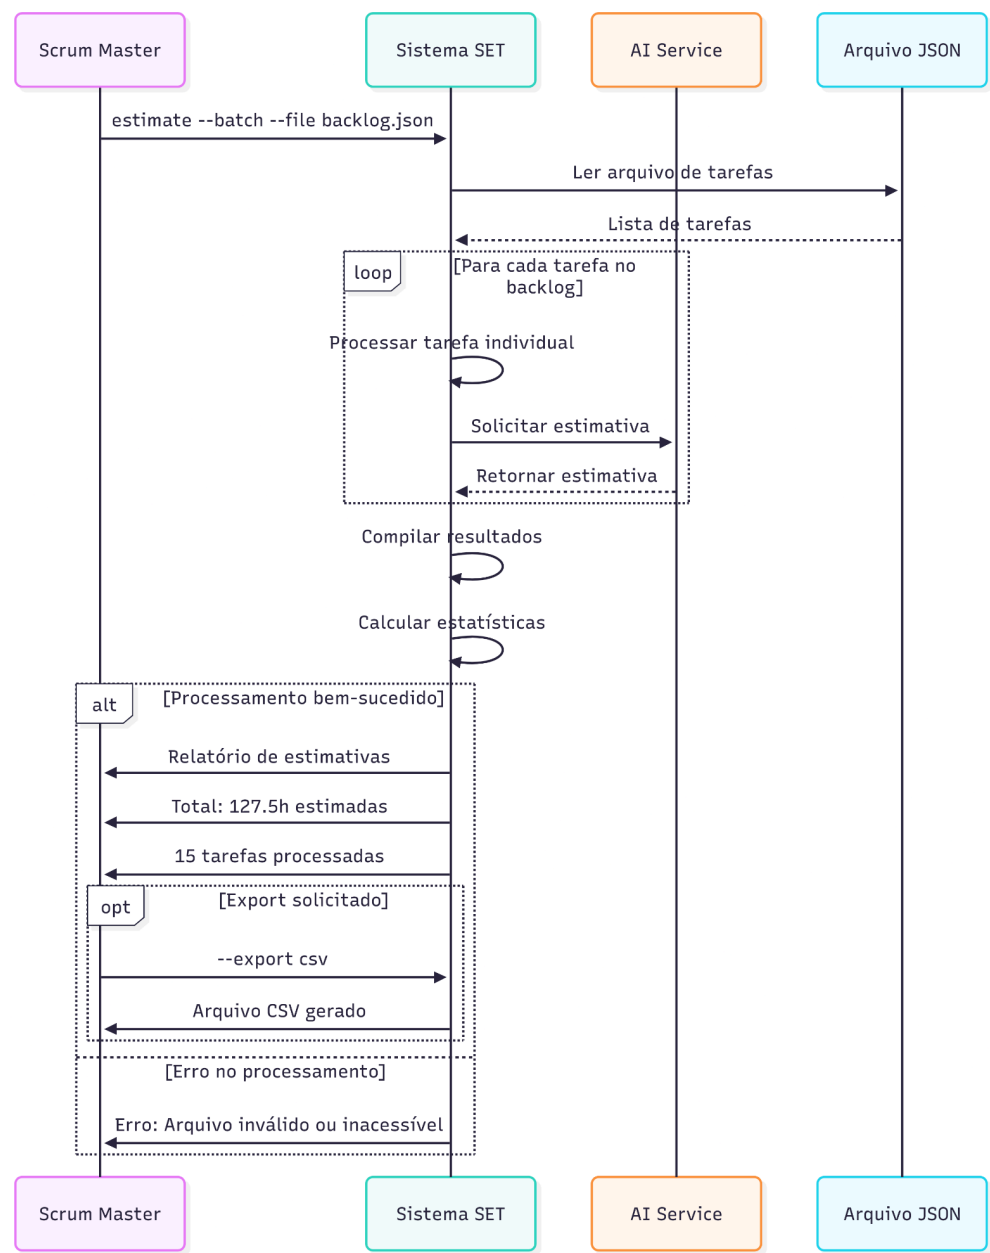 Scrum Master
Sistema SET
AI Service
Arquivo JSON
estimate --batch --file backlog.json
Ler arquivo de tarefas
Lista de tarefas
loop
[Para cada tarefa no
backlog]
Processar tarefa individual
Solicitar estimativa
Retornar estimativa
Compilar resultados
Calcular estatísticas
alt
[Processamento bem-sucedido]
Relatório de estimativas
Total: 127.5h estimadas
15 tarefas processadas
opt
[Export solicitado]
--export csv
Arquivo CSV gerado
[Erro no processamento]
Erro: Arquivo inválido ou inacessível
Scrum Master
Sistema SET
AI Service
Arquivo JSON